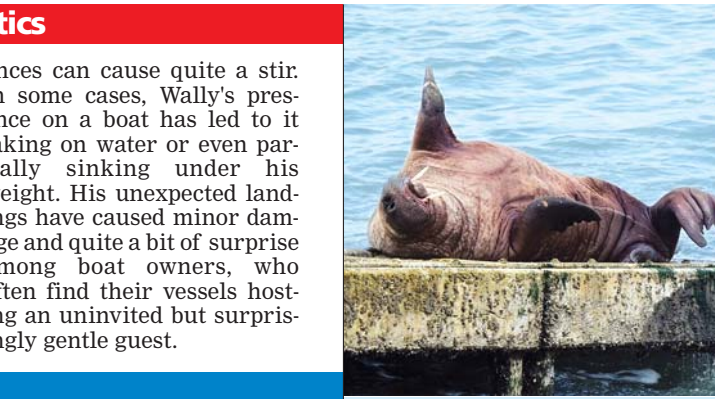 tics
nces can cause quite a stir.
n some cases, Wally's pres-
nce on a boat has led to it
aking on water or even par-
ally sinking under his
eight. His unexpected land-
ngs have caused minor dam-
ge and quite a bit of surprise
mong boat owners, who
ften find their vessels host-
ng an uninvited but surpris-
ngly gentle guest.